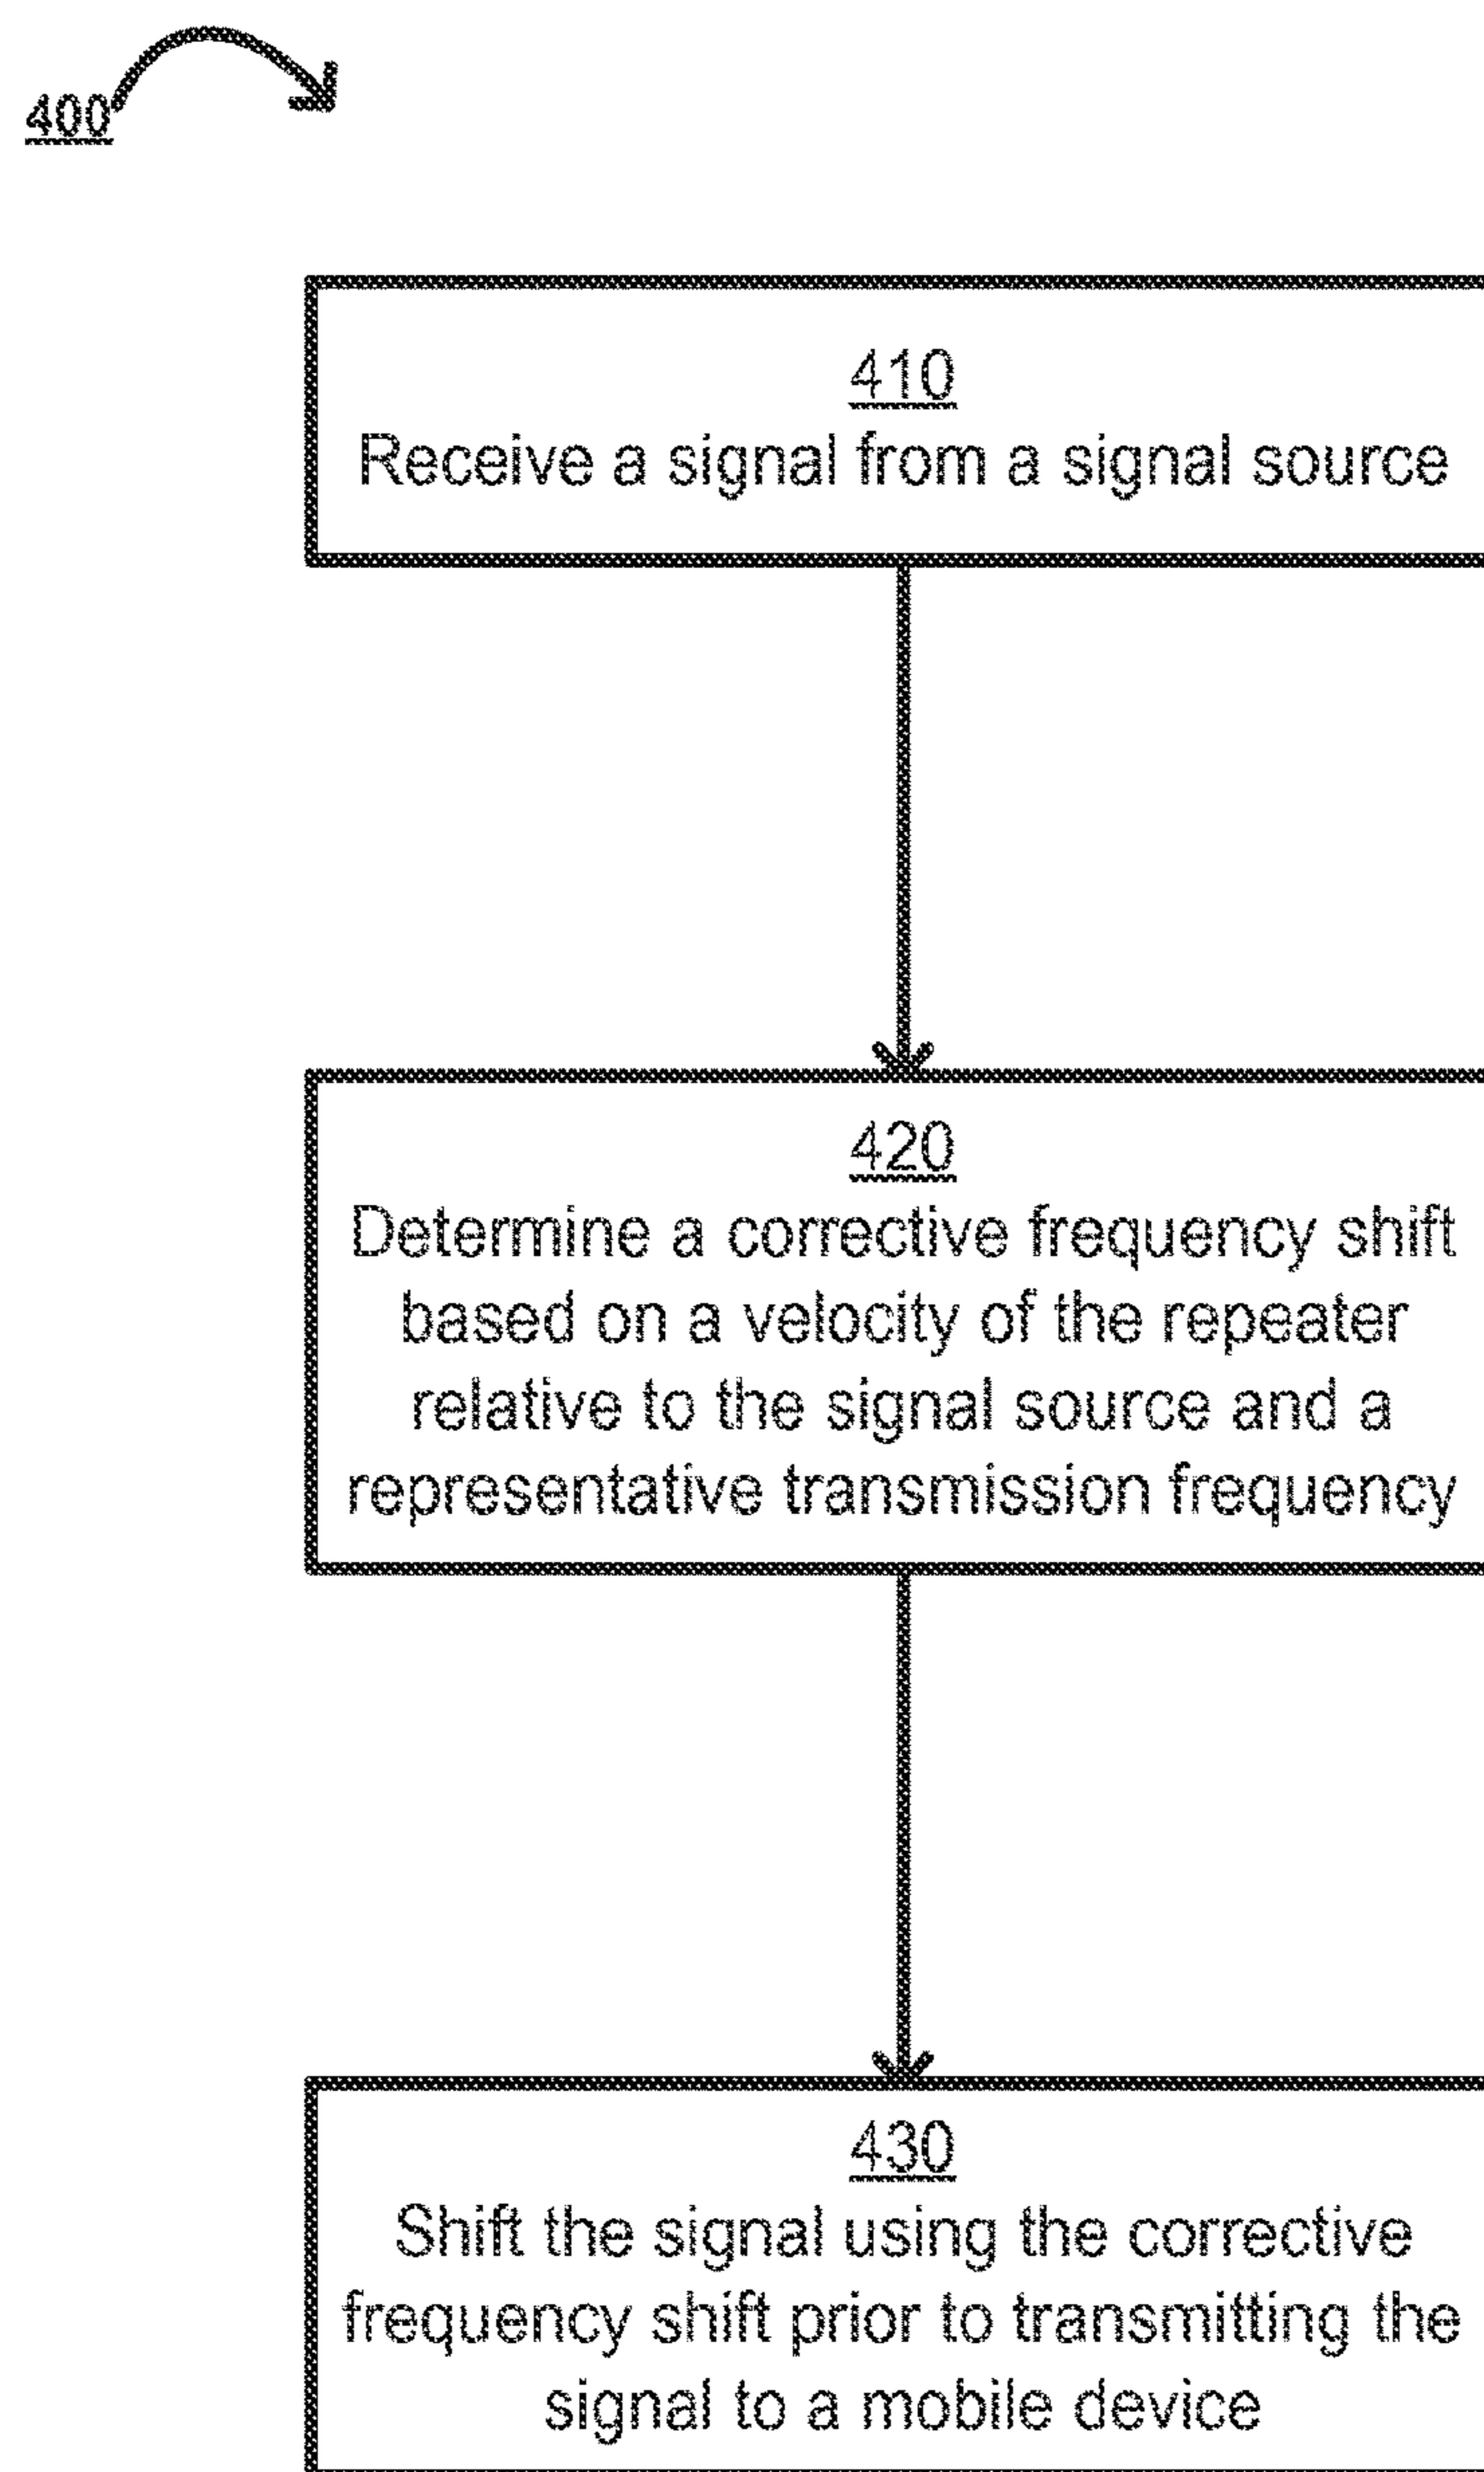 400
410
Receive a signal from a signal source
420
Determine a corrective frequency shift
based on a velocity of the repeater
relative to the signal source and a
representative transmission frequency
430
Shift the signal using the corrective
frequency shift prior to transmitting the
signal to a mobile device